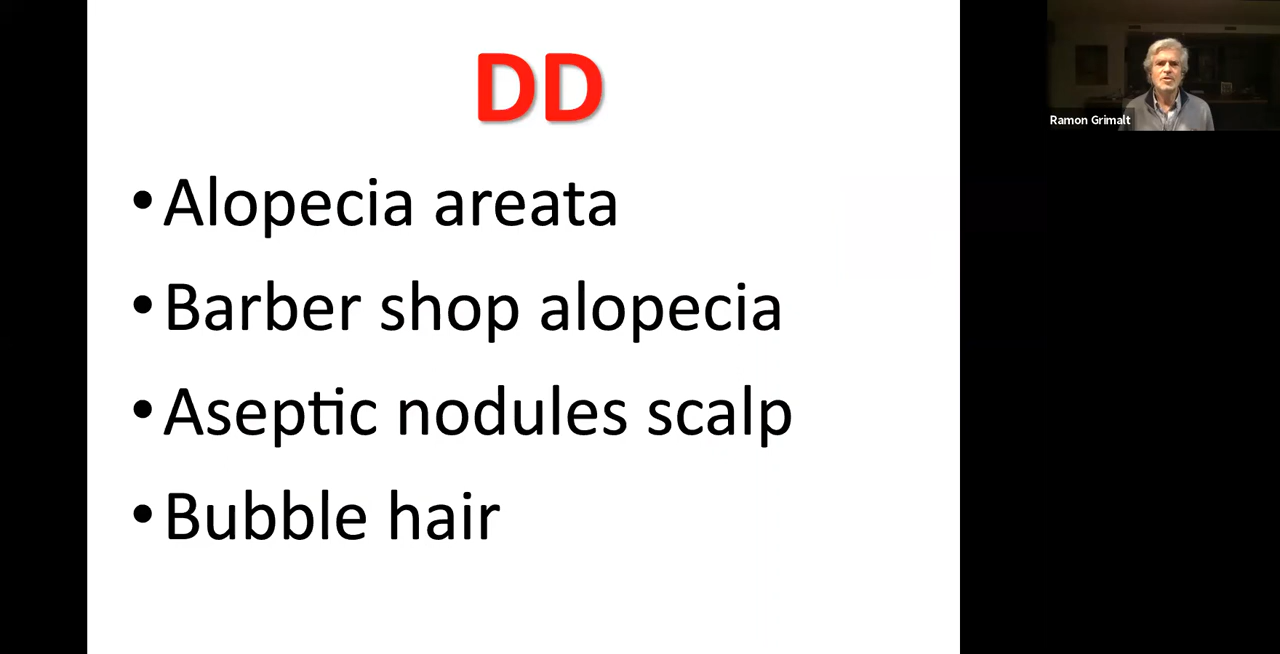 DD
• Alopecia areata
• Barber shop alopecia
• Aseptic nodules scalp
• Bubble hair
Ramon Grimalt